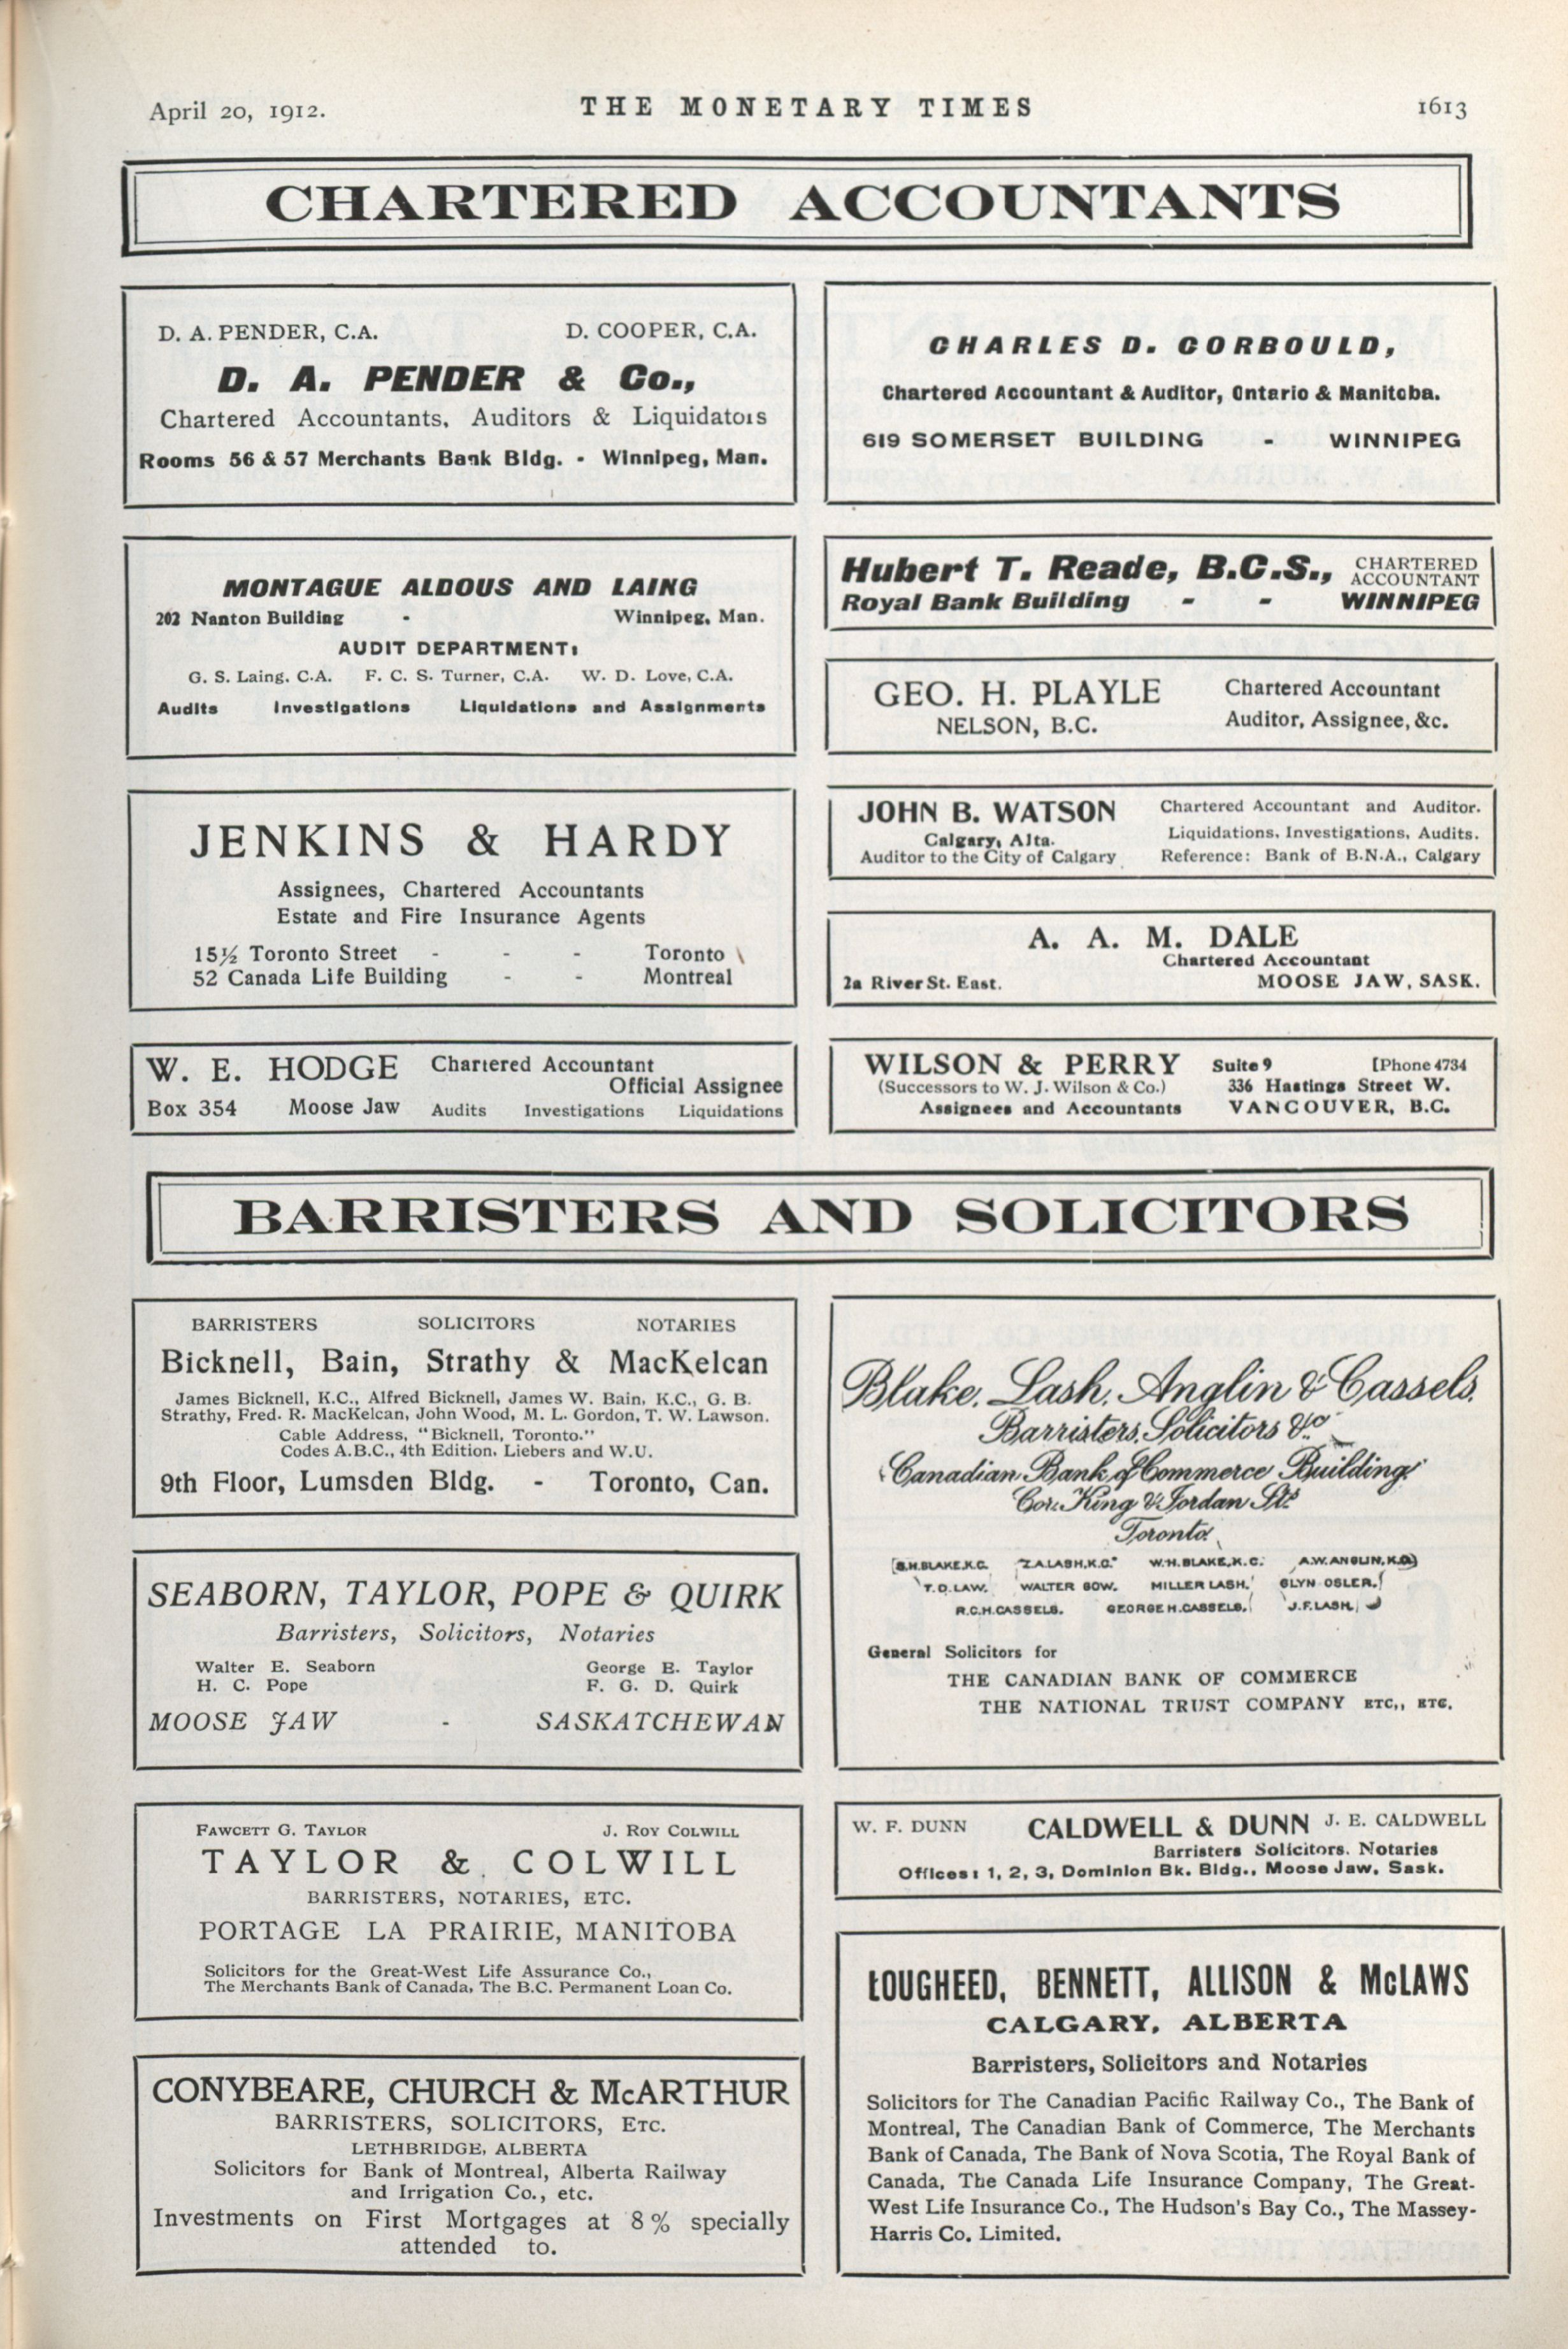 April 20, 1912.
THE MONETARY TIMES
1613
CHARTERED ACCOUNTANTS
D. A. PENDER, C.A. D. COOPER, C.A.
D. A. PENDER & Co.,
Chartered Accountants, Auditors & Liquidators
Rooms 56 & 57 Merchants Bank Bldg. - Winnipeg, Man.
MONTAGUE ALDOUS AND LAING
202 Nanton Building - Winnipeg, Man.
AUDIT DEPARTMENT:
G. S. Laing, C.A. F. C. S. Turner, C.A. W. D. Love, C.A.
Audits Investigations Liquidations and Assignments
JENKINS & HARDY
Assignees, Chartered Accountants
Estate and Fire Insurance Agents
15½ Toronto Street - - - Toronto
52 Canada Life Building - - Montreal
W. E. HODGE Chartered Accountant
Official Assignee
Box 354 Moose Jaw Audits Investigations Liquidations
CHARLES D. CORBOULD,
Chartered Accountant & Auditor, Ontario & Manitoba.
619 SOMERSET BUILDING - WINNIPEG
Hubert T. Reade, B.C.S., CHARTERED
ACCOUNTANT
Royal Bank Building - - WINNIPEG
GEO. H. PLAYLE Chartered Accountant
NELSON, B.C. Auditor, Assignee, &c.
JOHN B. WATSON Chartered Accountant and Auditor.
Calgary, Alta. Liquidations, Investigations, Audits.
Auditor to the City of Calgary Reference: Bank of B.N.A., Calgary
A. A. M. DALE
Chartered Accountant
2a River St. East. MOOSE JAW, SASK.
WILSON & PERRY Suite 9 [Phone 4734
(Successors to W. J. Wilson & Co.) 336 Hastings Street W.
Assignees and Accountants VANCOUVER, B.C.
BARRISTERS AND SOLICITORS
BARRISTERS SOLICITORS NOTARIES
Bicknell, Bain, Strathy & MacKelcan
James Bicknell, K.C., Alfred Bicknell, James W. Bain, K.C., G. B.
Strathy, Fred. R. MacKelcan, John Wood, M. L. Gordon, T. W. Lawson.
Cable Address, "Bicknell, Toronto."
Codes A.B.C., 4th Edition. Liebers and W.U.
9th Floor, Lumsden Bldg. - Toronto, Can.
SEABORN, TAYLOR, POPE & QUIRK
Barristers, Solicitors, Notaries
Walter E. Seaborn George E. Taylor
H. C. Pope F. G. D. Quirk
MOOSE JAW - SASKATCHEWAN
FAWCETT G. TAYLOR J. ROY COLWILL
TAYLOR & COLWILL
BARRISTERS, NOTARIES, ETC.
PORTAGE LA PRAIRIE, MANITOBA
Solicitors for the Great-West Life Assurance Co.,
The Merchants Bank of Canada, The B.C. Permanent Loan Co.
CONYBEARE, CHURCH & McARTHUR
BARRISTERS, SOLICITORS, ETC.
LETHBRIDGE, ALBERTA
Solicitors for Bank of Montreal, Alberta Railway
and Irrigation Co., etc.
Investments on First Mortgages at 8% specially
attended to.
Blake, Lash, Anglin & Cassels,
Barristers, Solicitors &c
Canadian Bank of Commerce Building,
Cor. King & Jordan Sts
Toronto.
S.H. BLAKE, K.C. Z.A. LASH, K.C. W.H. BLAKE, K.C. A.W. ANGLIN, K.C.
T.D. LAW. WALTER GOW. MILLER LASH. GLYN OSLER.
R.C.H. CASSELS. GEORGE H. CASSELS. J.F. LASH.
General Solicitors for
THE CANADIAN BANK OF COMMERCE
THE NATIONAL TRUST COMPANY ETC., ETC.
W. F. DUNN CALDWELL & DUNN J. E. CALDWELL
Barristers Solicitors. Notaries
Offices: 1, 2, 3, Dominion Bk. Bldg., Moose Jaw, Sask.
LOUGHEED, BENNETT, ALLISON & McLAWS
CALGARY, ALBERTA
Barristers, Solicitors and Notaries
Solicitors for The Canadian Pacific Railway Co., The Bank of
Montreal, The Canadian Bank of Commerce, The Merchants
Bank of Canada, The Bank of Nova Scotia, The Royal Bank of
Canada, The Canada Life Insurance Company, The Great-
West Life Insurance Co., The Hudson's Bay Co., The Massey-
Harris Co. Limited.